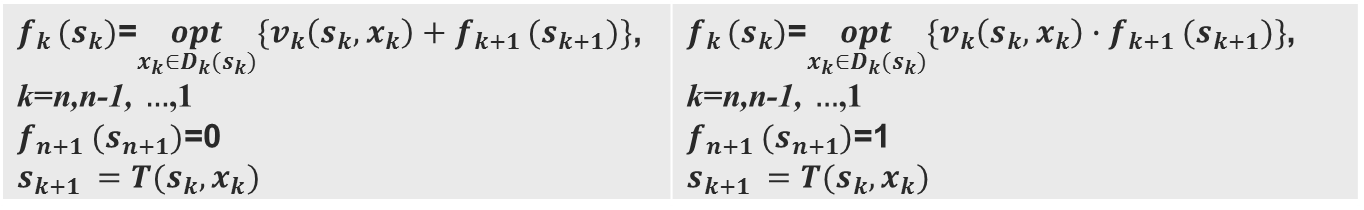 f_k (s_k)= opt {v_k(s_k, x_k) + f_{k+1} (s_{k+1})},
x_k∈D_k(s_k)
k=n,n-1, …,1
f_{n+1} (s_{n+1})=0
s_{k+1} = T(s_k, x_k)
f_k (s_k)= opt {v_k(s_k, x_k) · f_{k+1} (s_{k+1})},
x_k∈D_k(s_k)
k=n,n-1, …,1
f_{n+1} (s_{n+1})=1
s_{k+1} = T(s_k, x_k)